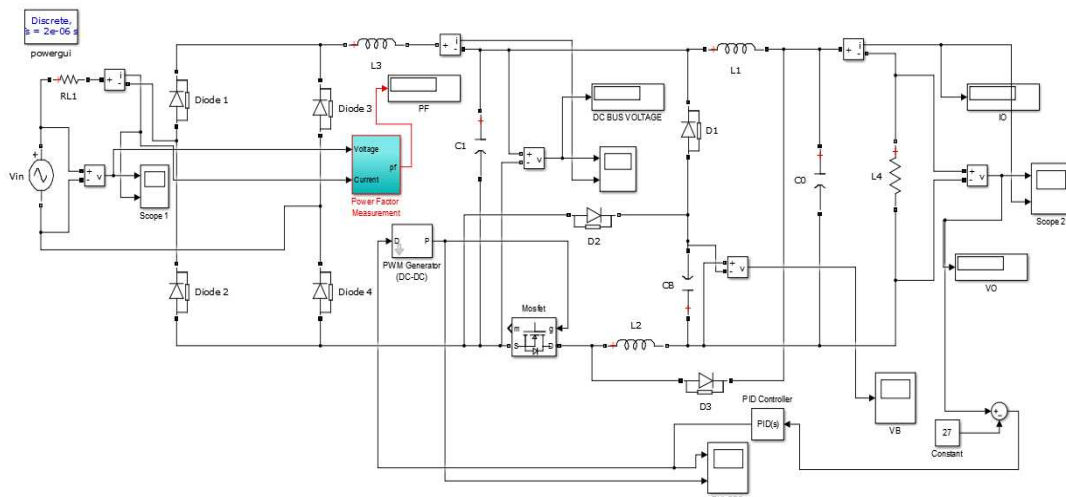 Discrete,
s = 2e-06 s
powergui
RL1
+ i -
Diode 1
Diode 3
L3
+ i -
PF
C1
DC BUS VOLTAGE
L1
+ i -
D1
IO
Vin
+ - v
Scope 1
Voltage
Current
pf
Power Factor
Measurement
+ - v
C0
L4
+ - v
Scope 2
D2
D P
PWM Generator
(DC-DC)
Diode 2
Diode 4
Mosfet
m g
S D
CB
+ - v
VO
L2
D3
VB
PID Controller
PID(s)
27
Constant